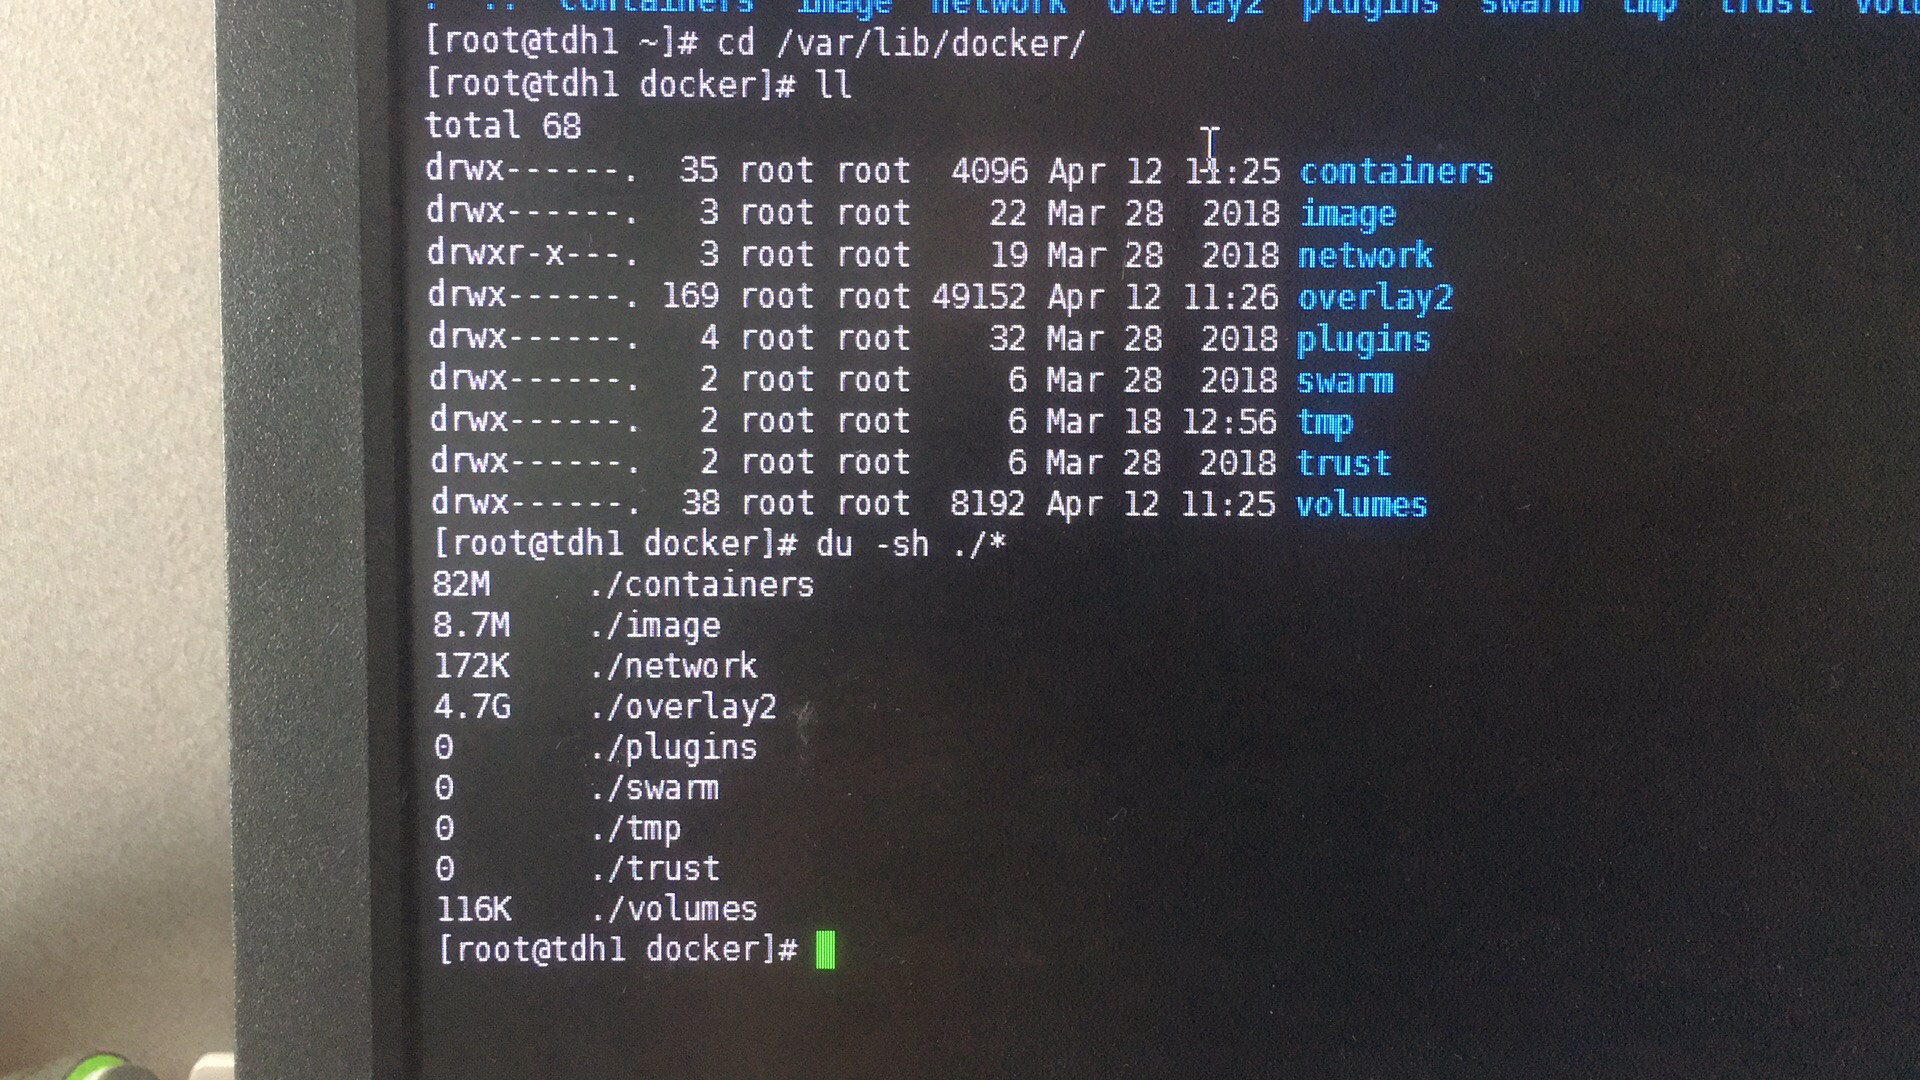 . .. containers image network overlay2 plugins swarm tmp trust
[root@tdh1 ~]# cd /var/lib/docker/
[root@tdh1 docker]# ll
total 68
drwx------. 35 root root 4096 Apr 12 11:25 containers
drwx------. 3 root root 22 Mar 28 2018 image
drwxr-x---. 3 root root 19 Mar 28 2018 network
drwx------. 169 root root 49152 Apr 12 11:26 overlay2
drwx------. 4 root root 32 Mar 28 2018 plugins
drwx------. 2 root root 6 Mar 28 2018 swarm
drwx------. 2 root root 6 Mar 18 12:56 tmp
drwx------. 2 root root 6 Mar 28 2018 trust
drwx------. 38 root root 8192 Apr 12 11:25 volumes
[root@tdh1 docker]# du -sh ./*
82M ./containers
8.7M ./image
172K ./network
4.7G ./overlay2
0 ./plugins
0 ./swarm
0 ./tmp
0 ./trust
116K ./volumes
[root@tdh1 docker]#